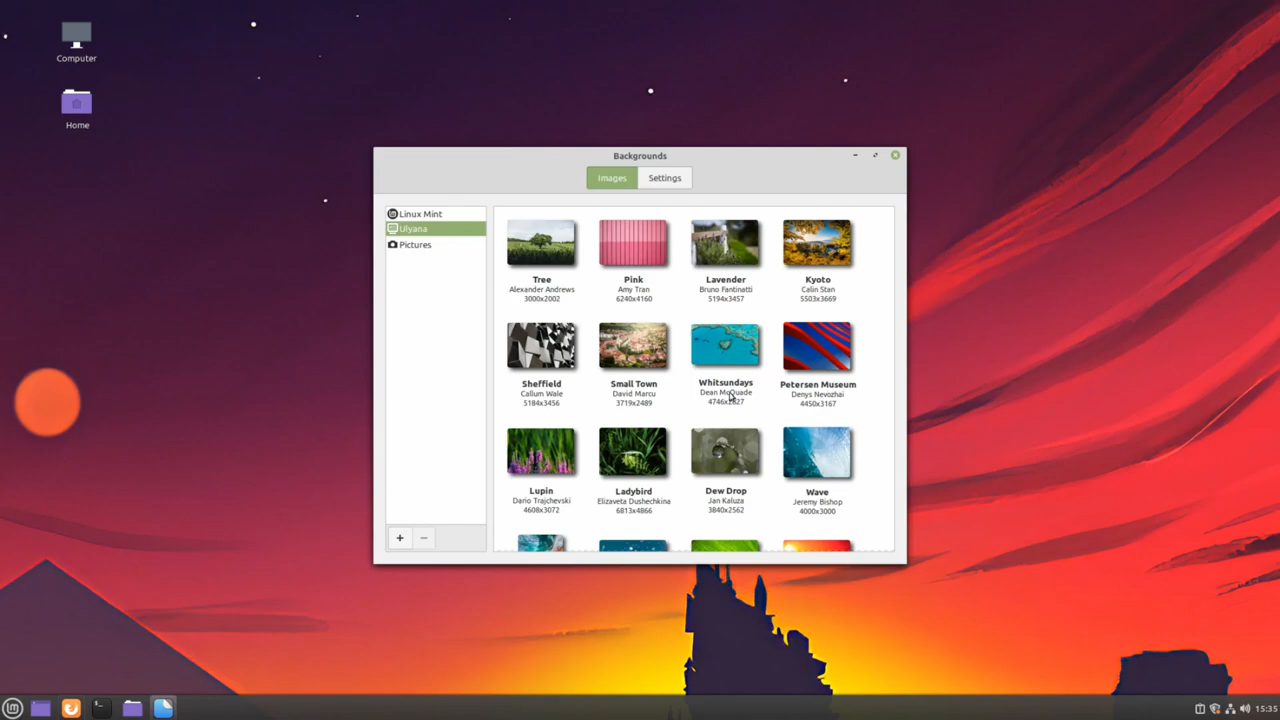 Computer
Home
Backgrounds
Images
Settings
Linux Mint
Ulyana
Pictures
Tree
Alexander Andrews
3000x2002
Pink
Amy Tran
6240x4160
Lavender
Bruno Fantinatti
5194x3457
Kyoto
Calin Stan
5503x3669
Sheffield
Callum Wale
5184x3456
Small Town
David Marcu
3719x2489
Whitsundays
Dean McQuade
Petersen Museum
Denys Nevozhai
4450x3167
Lupin
Dario Trajchevski
4608x3072
Ladybird
Elizaveta Dushechkina
6813x4866
Dew Drop
Jan Kaluza
3840x2562
Wave
Jeremy Bishop
4000x3000
15:35